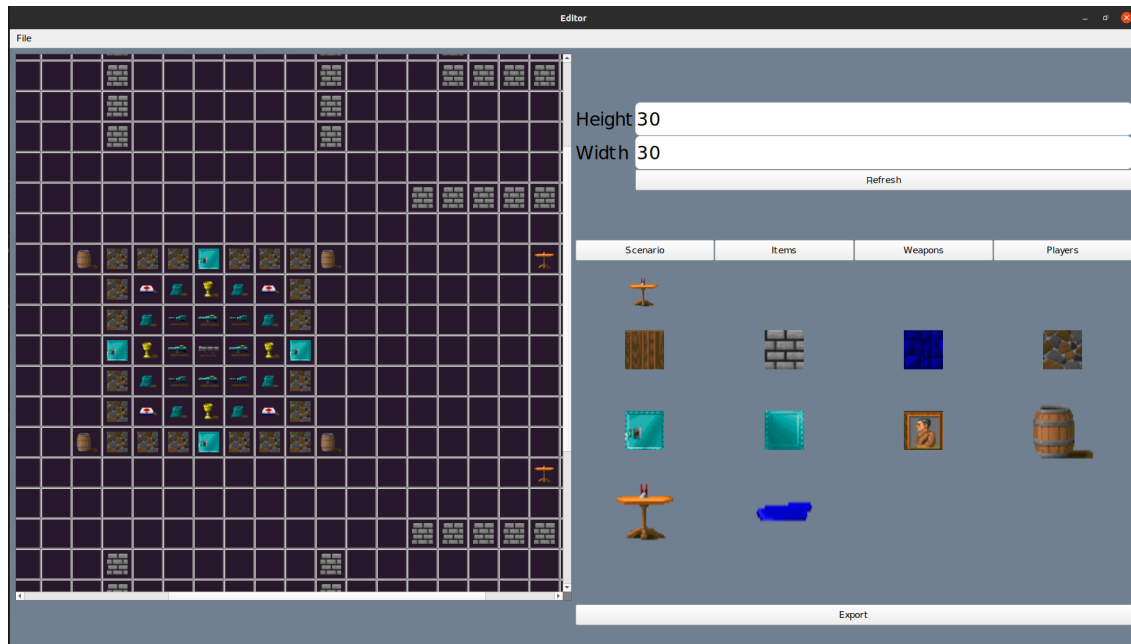 Editor
File
Height 30
Width 30
Refresh
Scenario Items Weapons Players
Export